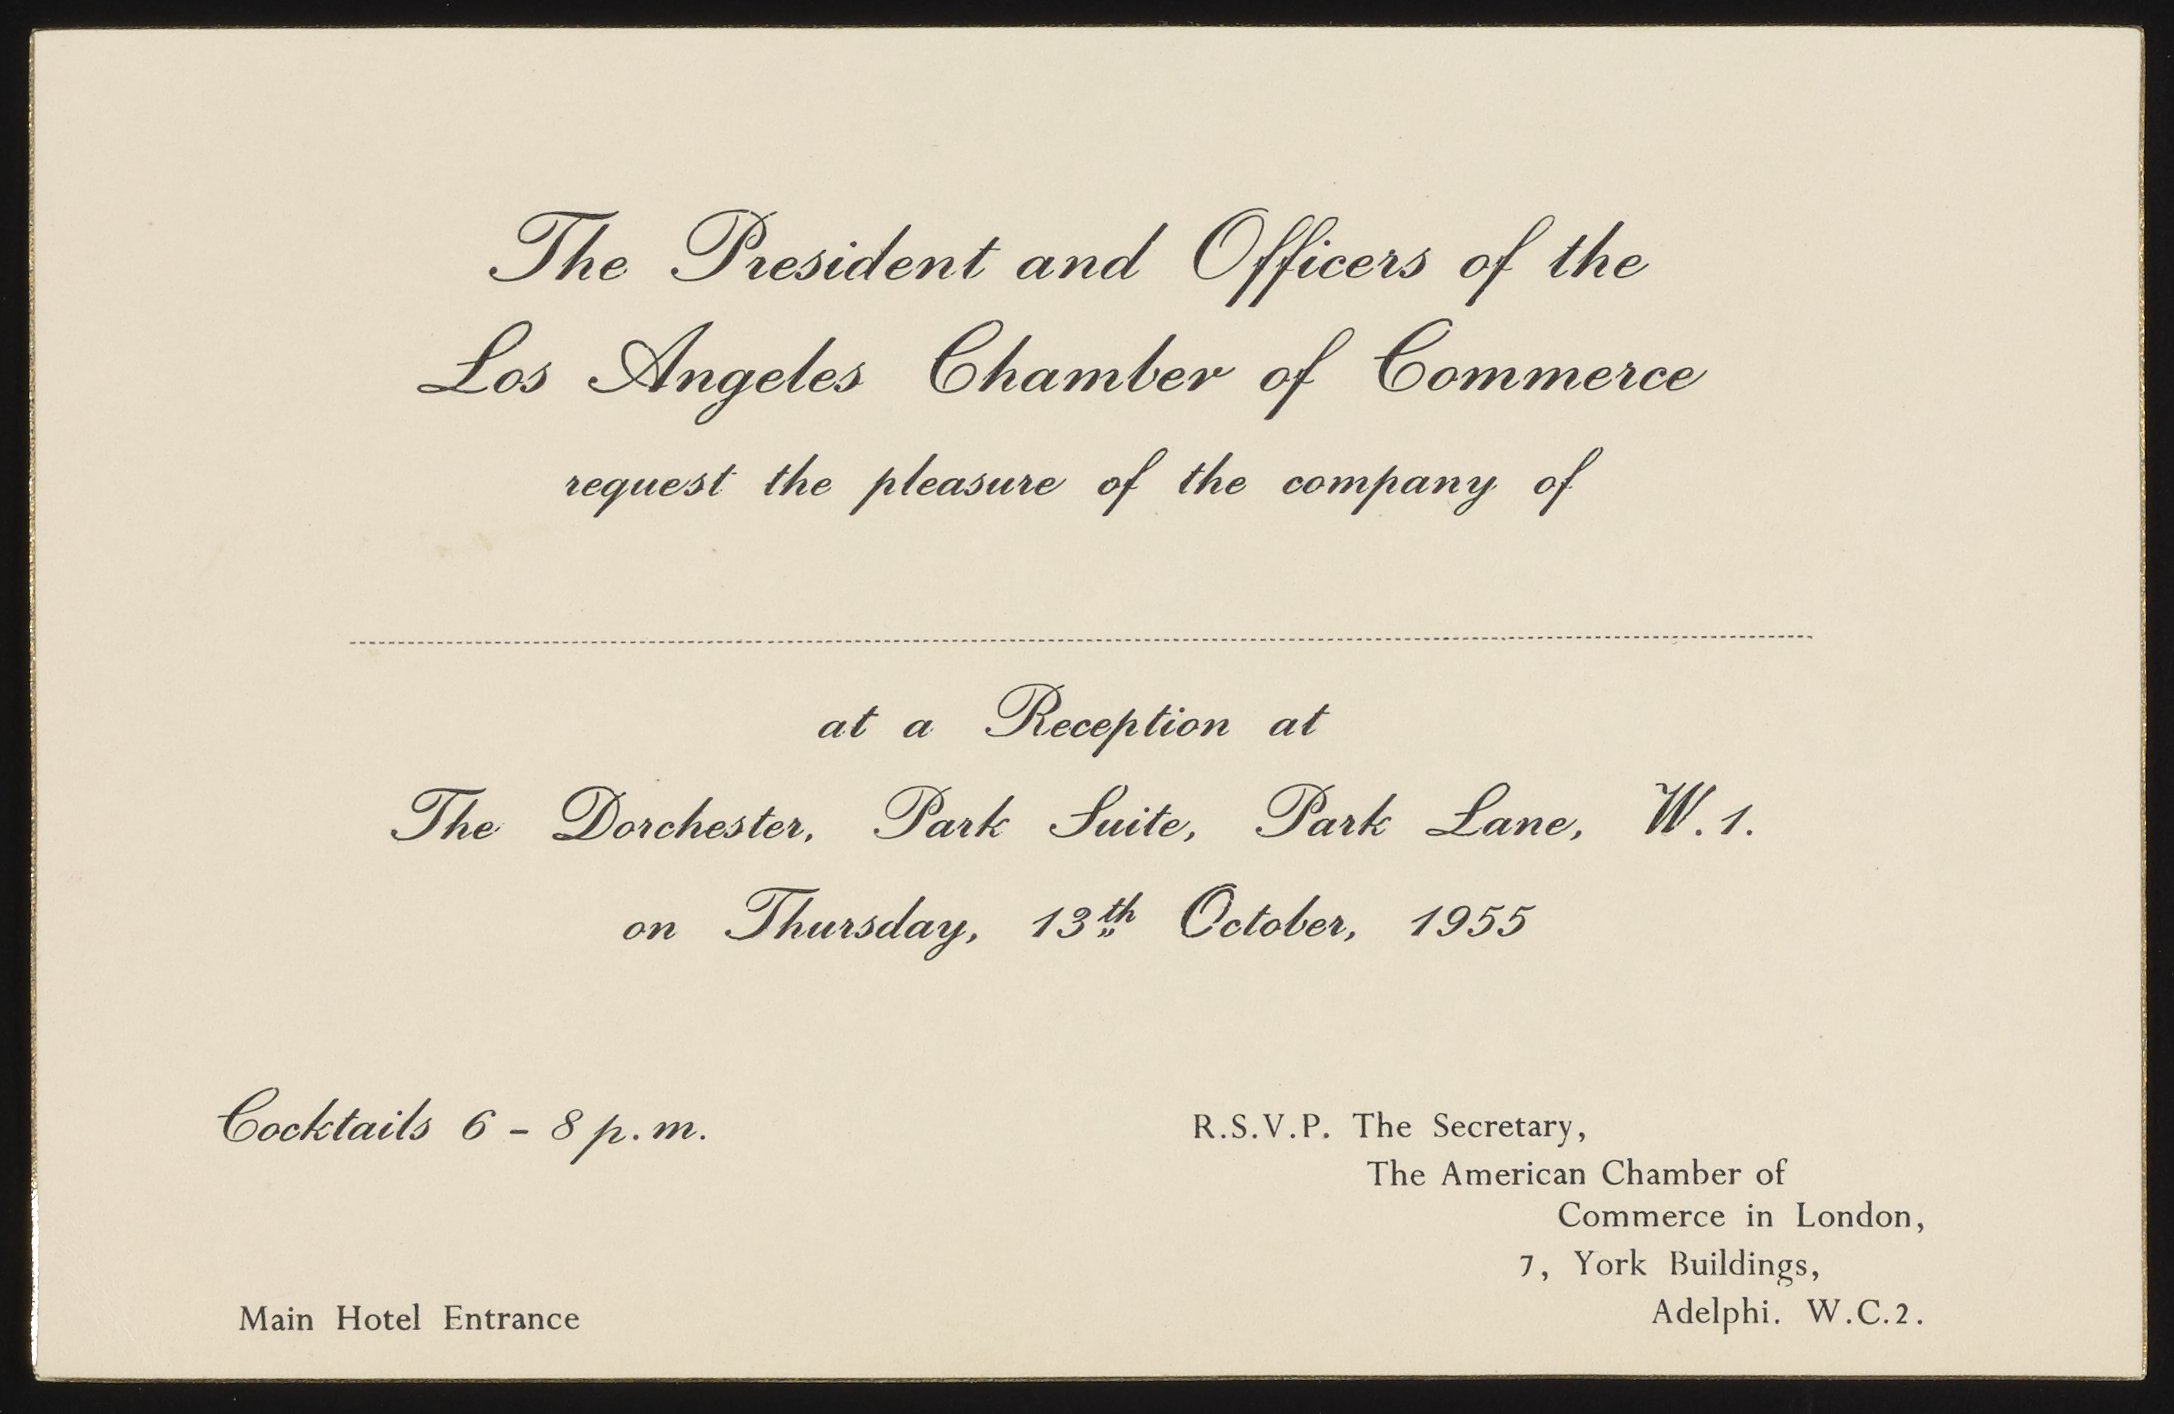 The President and Officers of the
Los Angeles Chamber of Commerce
request the pleasure of the company of
at a Reception at
The Dorchester, Park Suite, Park Lane, W.1.
on Thursday, 13th October, 1955
Cocktails 6 – 8 p.m.
R.S.V.P. The Secretary,
The American Chamber of
Commerce in London,
7, York Buildings,
Adelphi. W.C.2.
Main Hotel Entrance